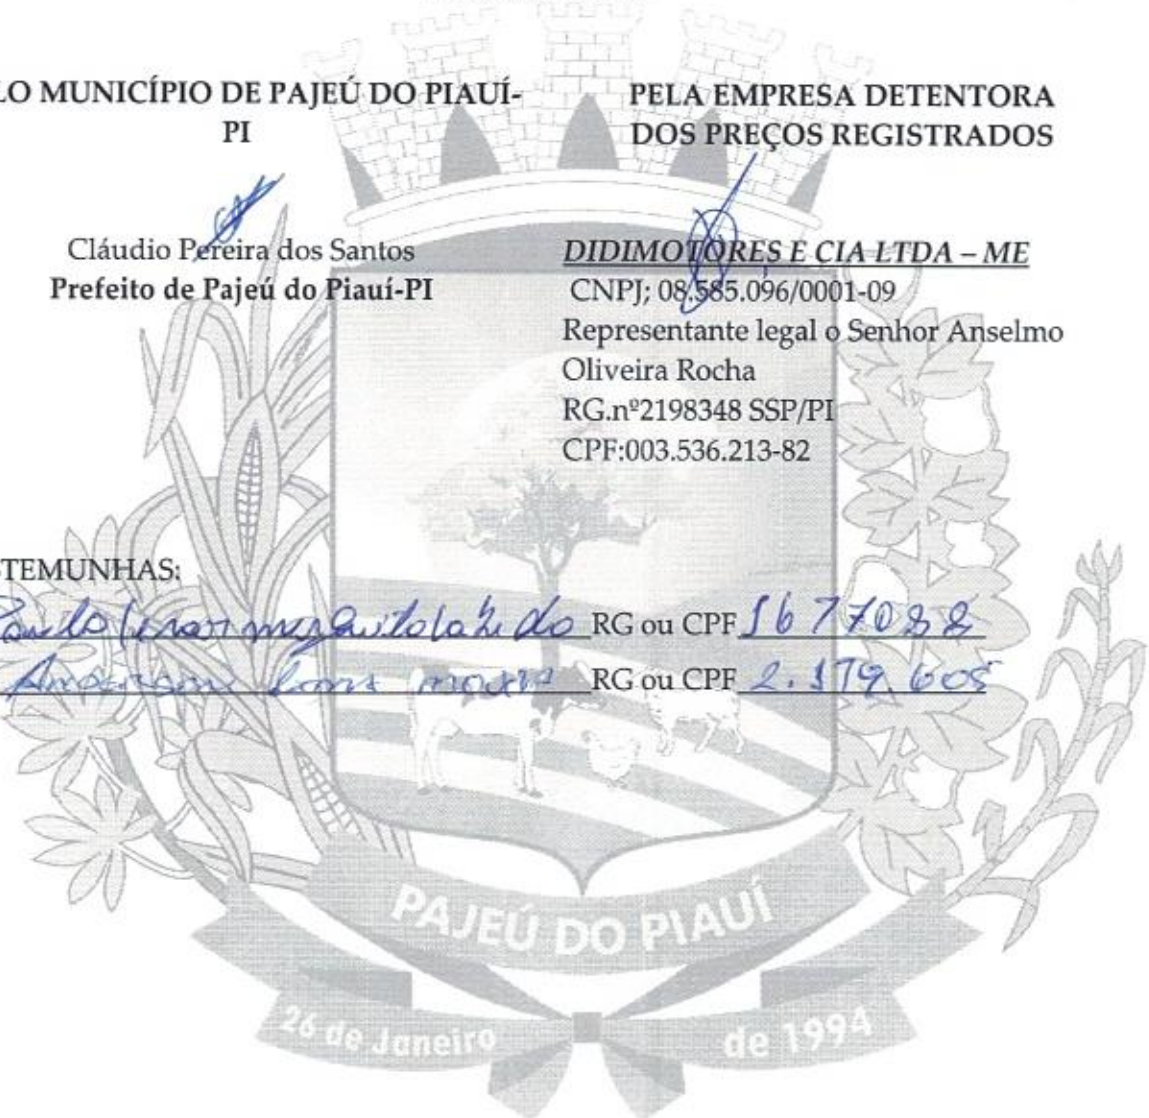 LO MUNICÍPIO DE PAJEÚ DO PIAUÍ-
PI
PELA EMPRESA DETENTORA
DOS PREÇOS REGISTRADOS
Cláudio Pereira dos Santos
Prefeito de Pajeú do Piauí-PI
DIDIMOTORES E CIA LTDA – ME
CNPJ; 08.585.096/0001-09
Representante legal o Senhor Anselmo
Oliveira Rocha
RG.nº2198348 SSP/PI
CPF:003.536.213-82
STEMUNHAS:
RG ou CPF 1677088
Anderson RG ou CPF 2.179.605
PAJEÚ DO PIAUÍ
26 de Janeiro de 1994